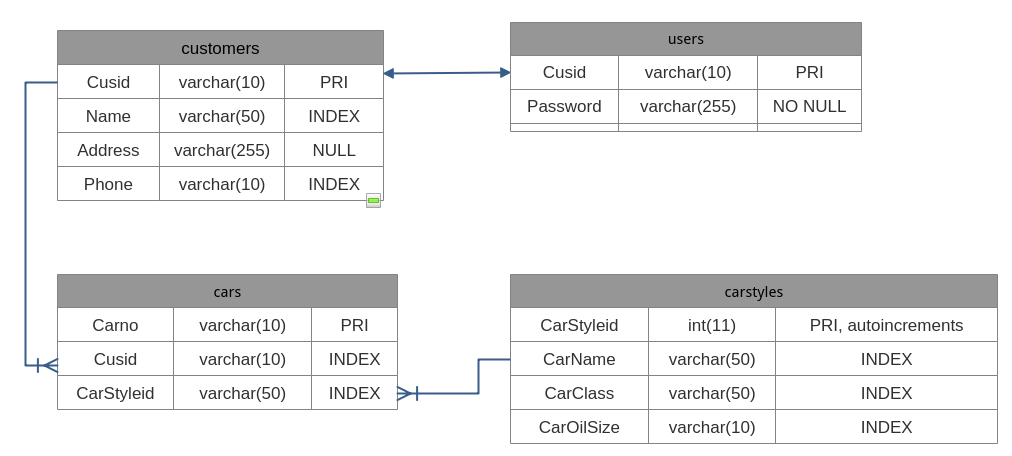 customers
Cusid varchar(10) PRI
Name varchar(50) INDEX
Address varchar(255) NULL
Phone varchar(10) INDEX
users
Cusid varchar(10) PRI
Password varchar(255) NO NULL
cars
Carno varchar(10) PRI
Cusid varchar(10) INDEX
CarStyleid varchar(50) INDEX
carstyles
CarStyleid int(11) PRI, autoincrements
CarName varchar(50) INDEX
CarClass varchar(50) INDEX
CarOilSize varchar(10) INDEX